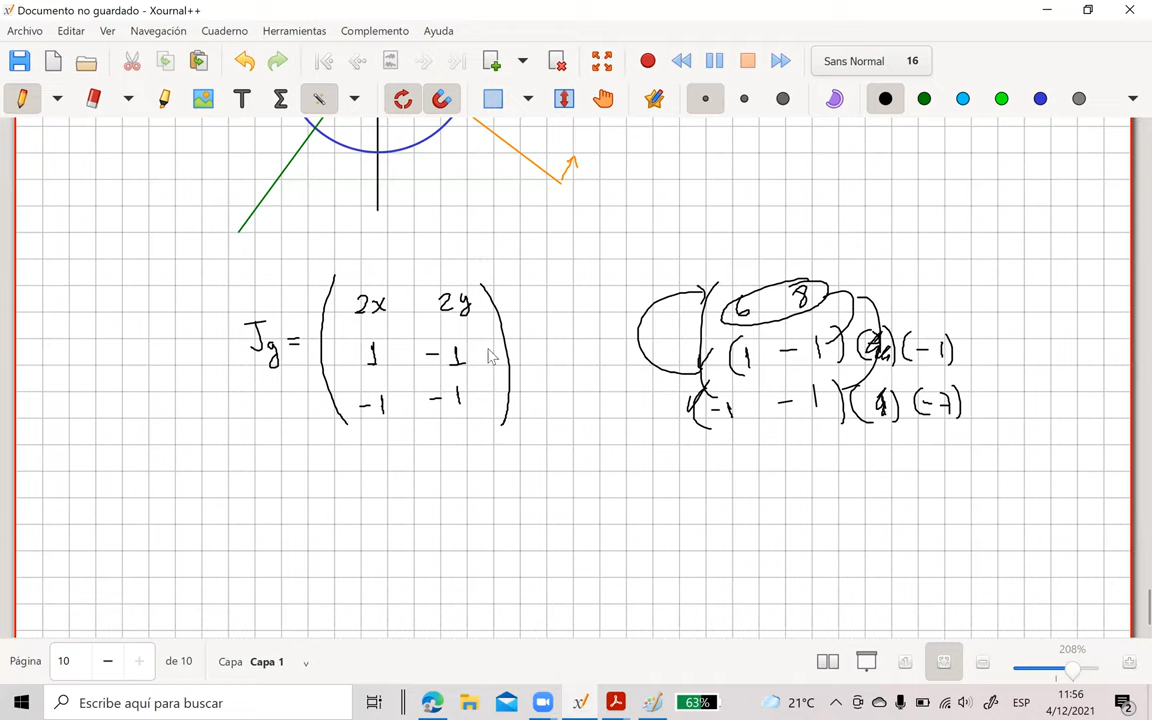 Documento no guardado - Xournal++
Archivo Editar Ver Navegación Cuaderno Herramientas Complemento Ayuda
Sans Normal 16
Jg = ( 2x 2y
1 -1
-1 -1 )
6 8
(1 -1) (-1)
(-1 -1) (-7)
Página 10 de 10 Capa Capa 1 208%
Escribe aquí para buscar 63% 21°C ESP 11:56
4/12/2021 2